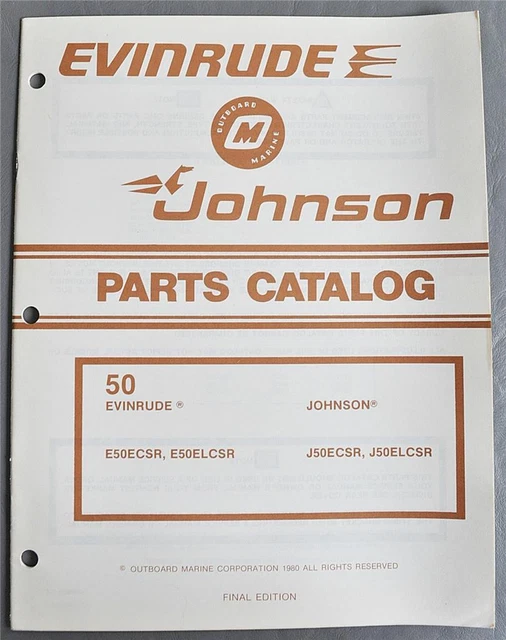 EVINRUDE
OUTBOARD
M
MARINE
Johnson
PARTS CATALOG
50
EVINRUDE ® JOHNSON®
E50ECSR, E50ELCSR J50ECSR, J50ELCSR
© OUTBOARD MARINE CORPORATION 1980 ALL RIGHTS RESERVED
FINAL EDITION